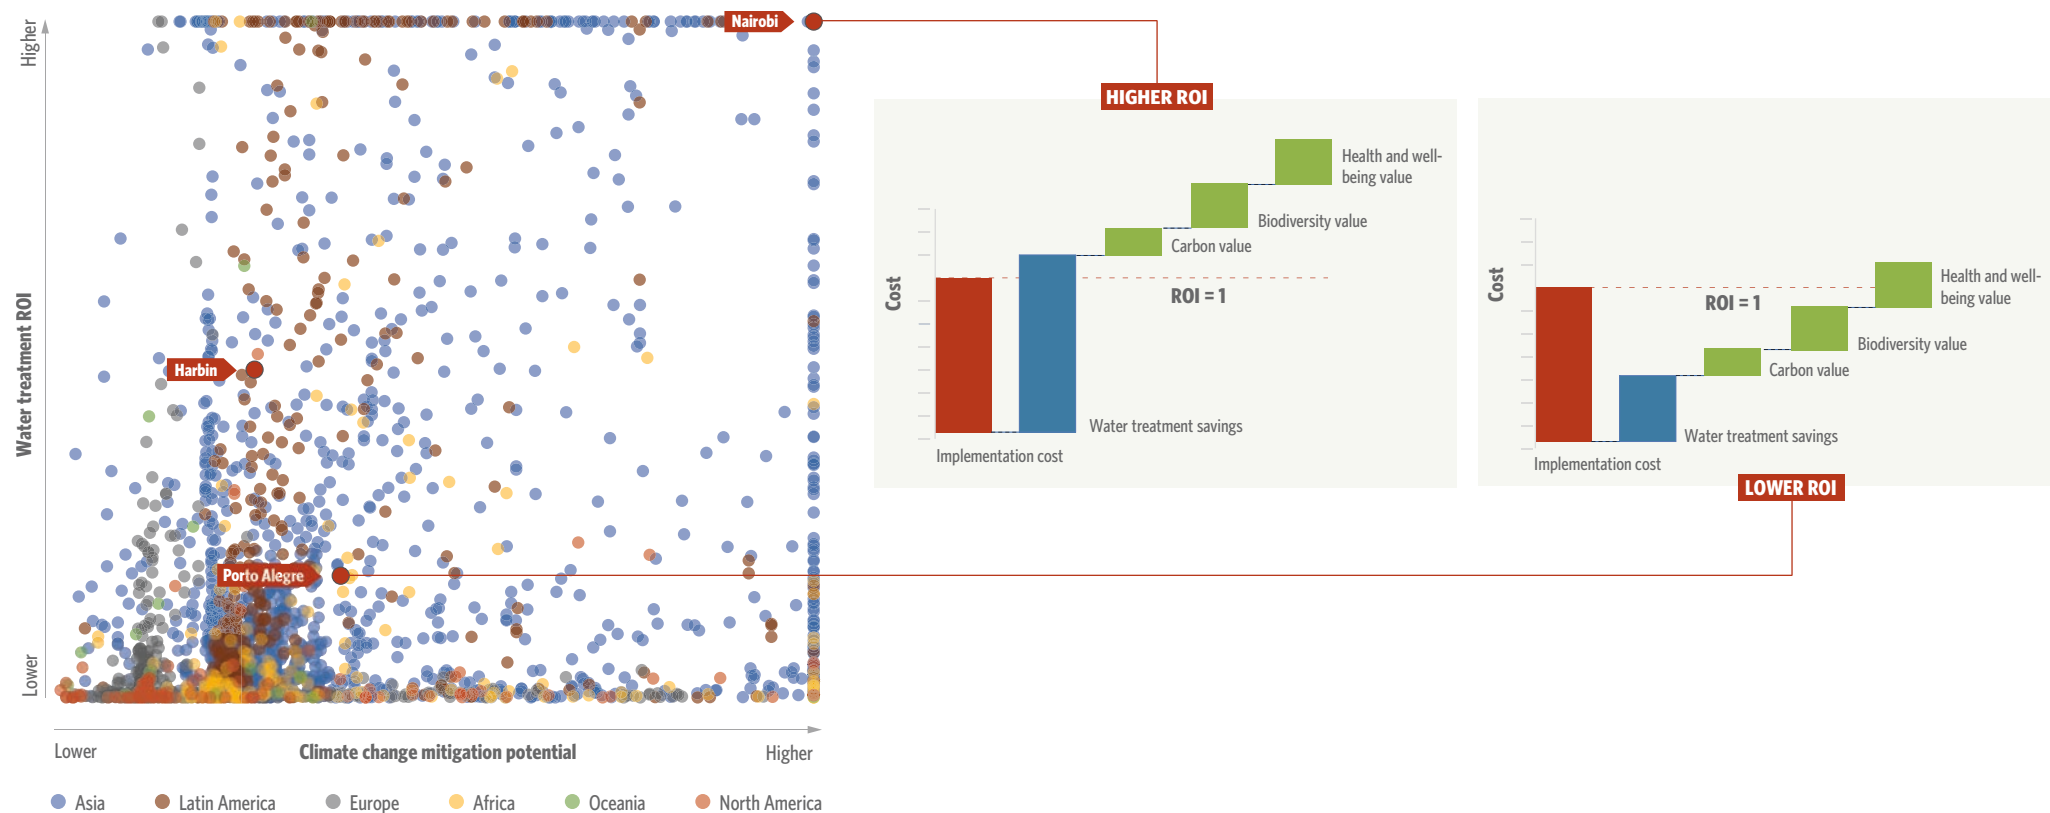 Higher
Water treatment ROI
Lower
Nairobi
Harbin
Porto Alegre
Lower
Climate change mitigation potential
Higher
Asia
Latin America
Europe
Africa
Oceania
North America
HIGHER ROI
Cost
Health and well-
being value
Biodiversity value
Carbon value
ROI = 1
Water treatment savings
Implementation cost
Cost
Health and well-
being value
ROI = 1
Biodiversity value
Carbon value
Water treatment savings
Implementation cost
LOWER ROI